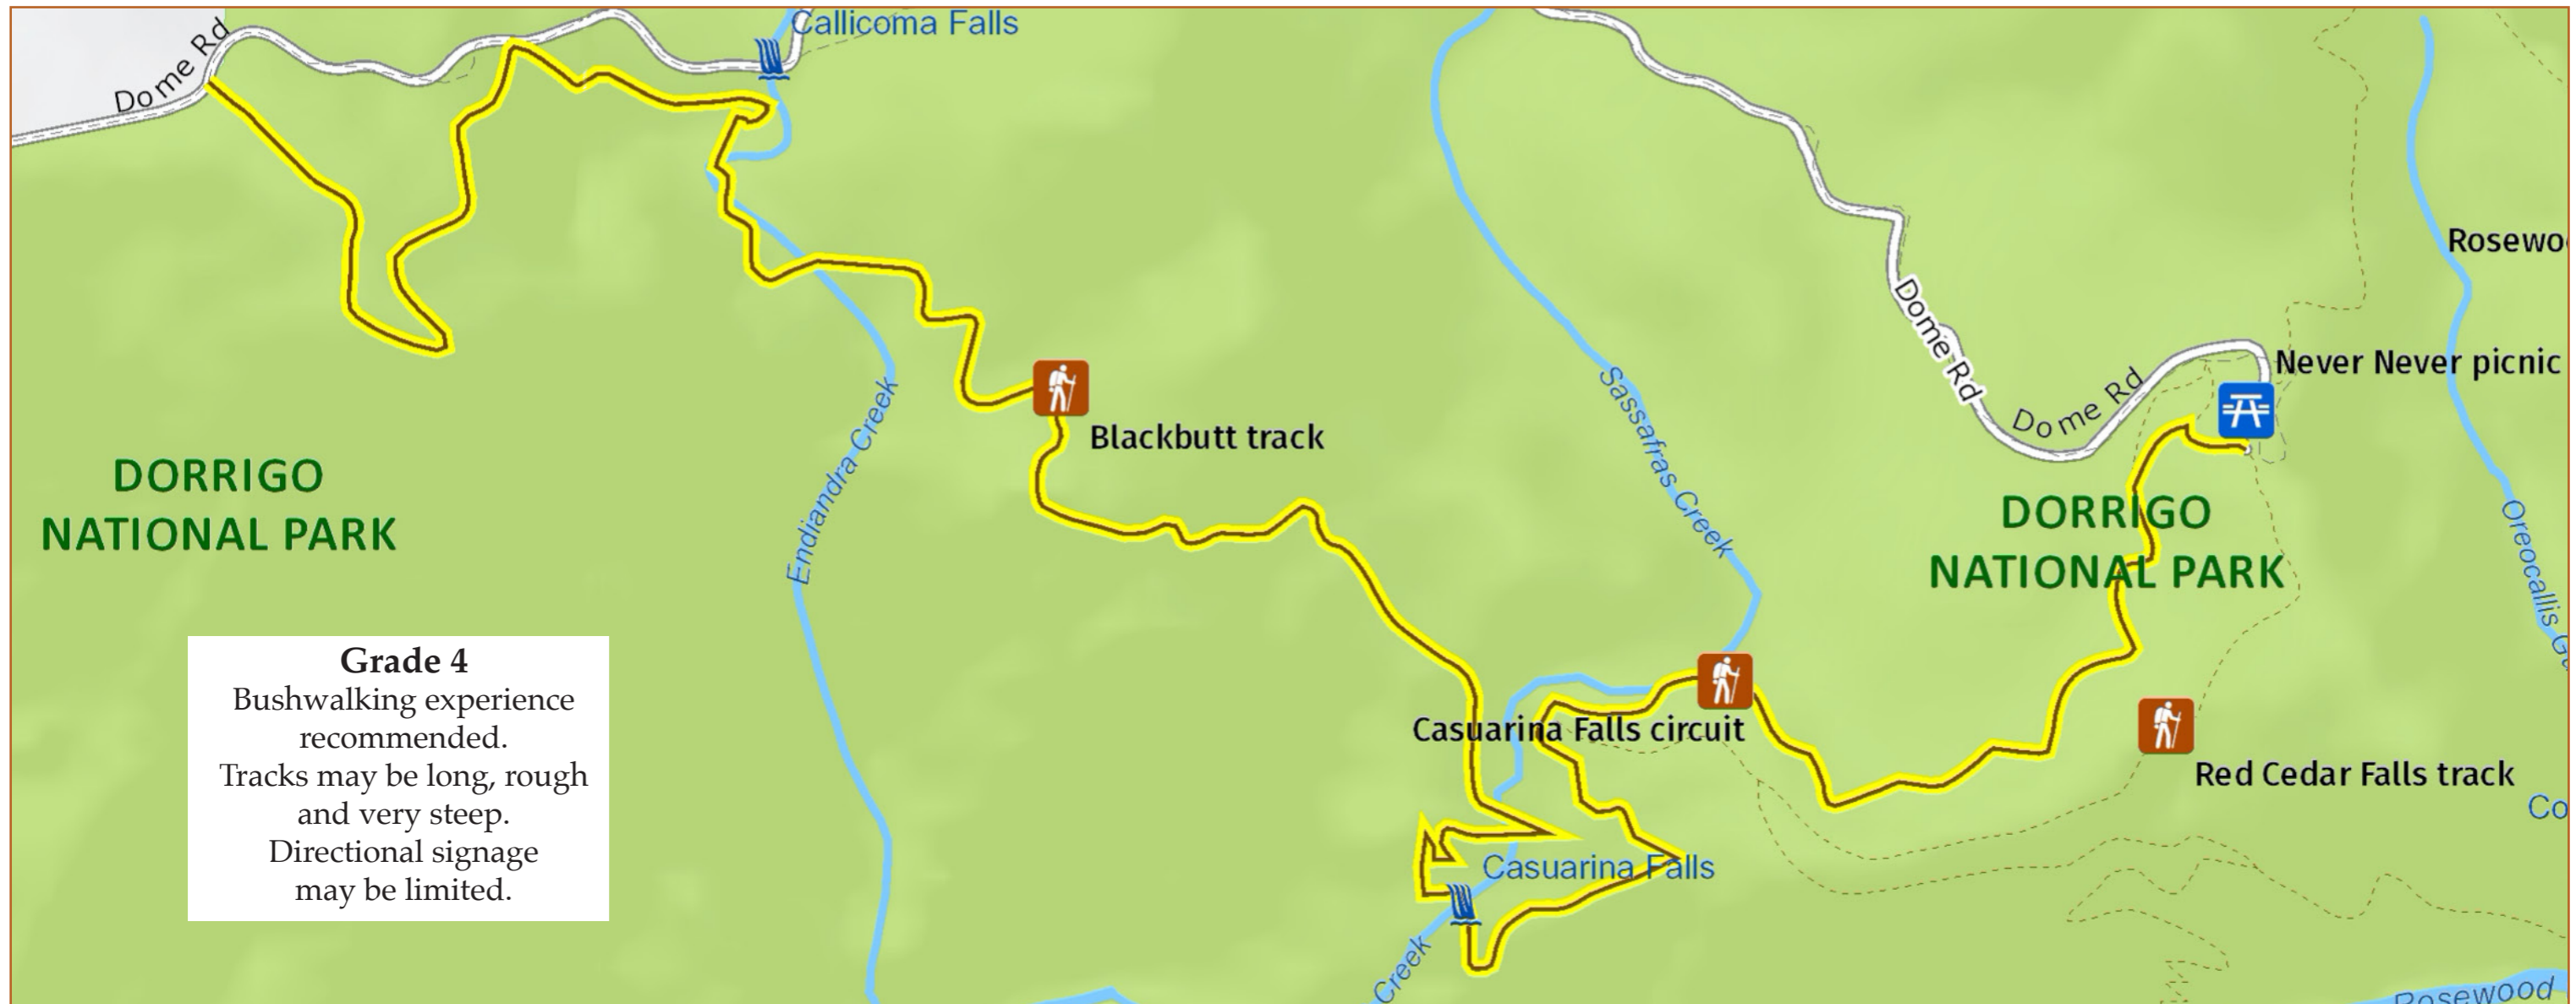 Callicoma Falls
Dome Rd
Rosewo
Dome Rd
Never Never picnic
Dome Rd
Blackbutt track
Endiandra Creek
Sassafras Creek
DORRIGO
NATIONAL PARK
DORRIGO
NATIONAL PARK
Oreocallis
Grade 4
Bushwalking experience
recommended.
Tracks may be long, rough
and very steep.
Directional signage
may be limited.
Casuarina Falls circuit
Red Cedar Falls track
Co
Casuarina Falls
Creek
Rosewood